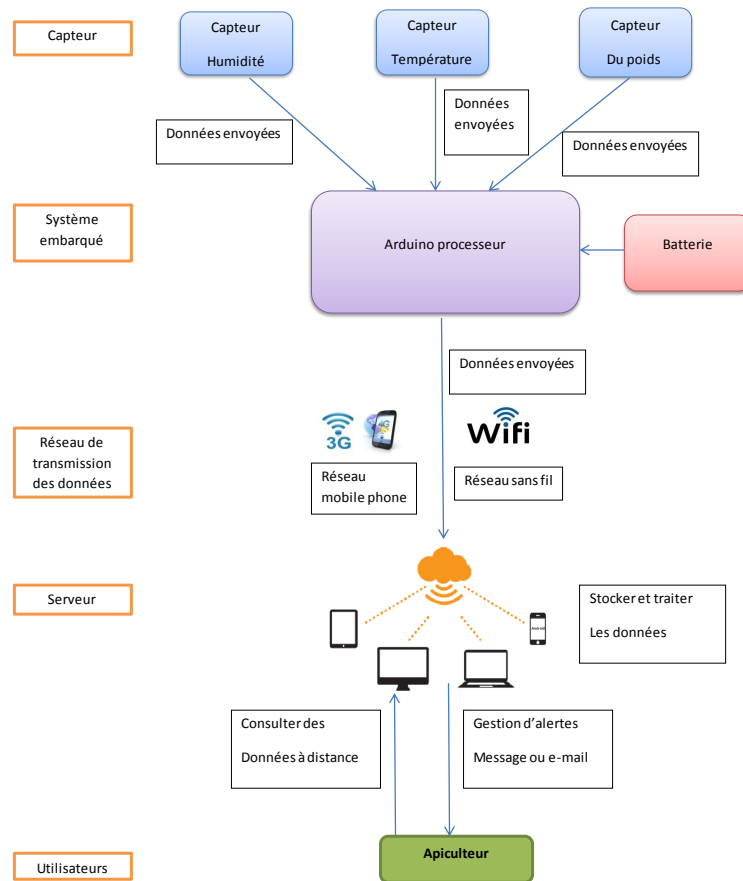 Capteur
Capteur
Humidité
Capteur
Température
Capteur
Du poids
Données envoyées
Données
envoyées
Données envoyées
Système
embarqué
Arduino processeur
Batterie
Données envoyées
Réseau de
transmission
des données
3G
4G
Wifi
Réseau
mobile phone
Réseau sans fil
Serveur
Android
Stocker et traiter
Les données
Consulter des
Données à distance
Gestion d’alertes
Message ou e-mail
Utilisateurs
Apiculteur